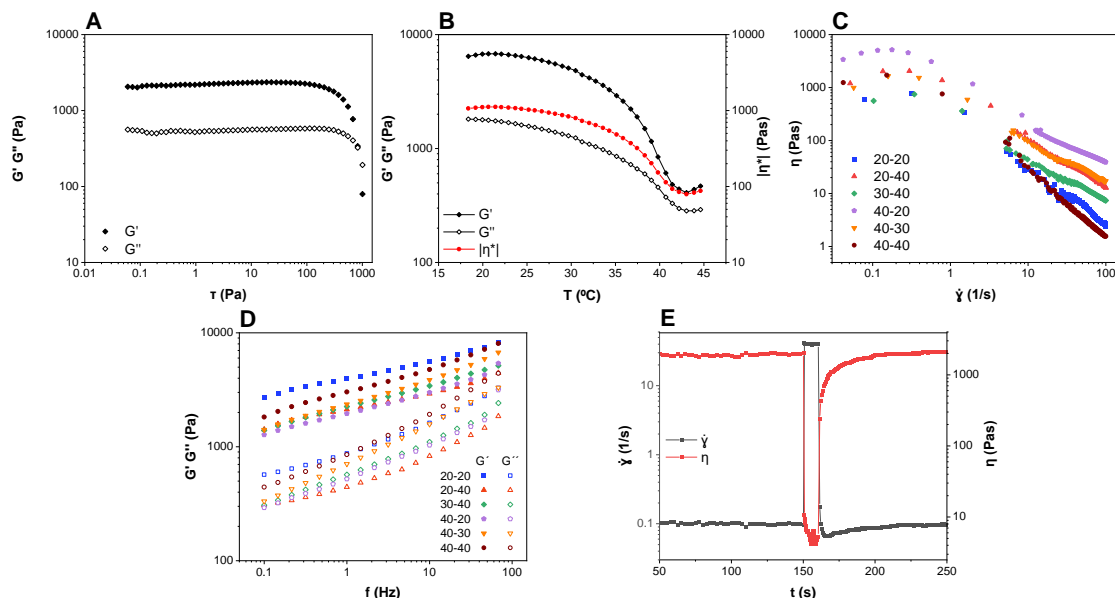 A
10000
1000
100
10
0.01
0.1
1
10
100
1000
G' G'' (Pa)
τ (Pa)
G'
G''
B
10000
1000
100
10000
1000
100
10
15
20
25
30
35
40
45
G' G'' (Pa)
|η*| (Pas)
T (ºC)
G'
G''
|η*|
C
10000
1000
100
10
1
0.1
1
10
100
η (Pas)
γ̇ (1/s)
20-20
20-40
30-40
40-20
40-30
40-40
D
10000
1000
100
0.1
1
10
100
G' G'' (Pa)
f (Hz)
G´ G´´
20-20
20-40
30-40
40-20
40-30
40-40
E
10
1
0.1
1000
100
10
50
100
150
200
250
γ̇ (1/s)
η (Pas)
t (s)
γ̇
η